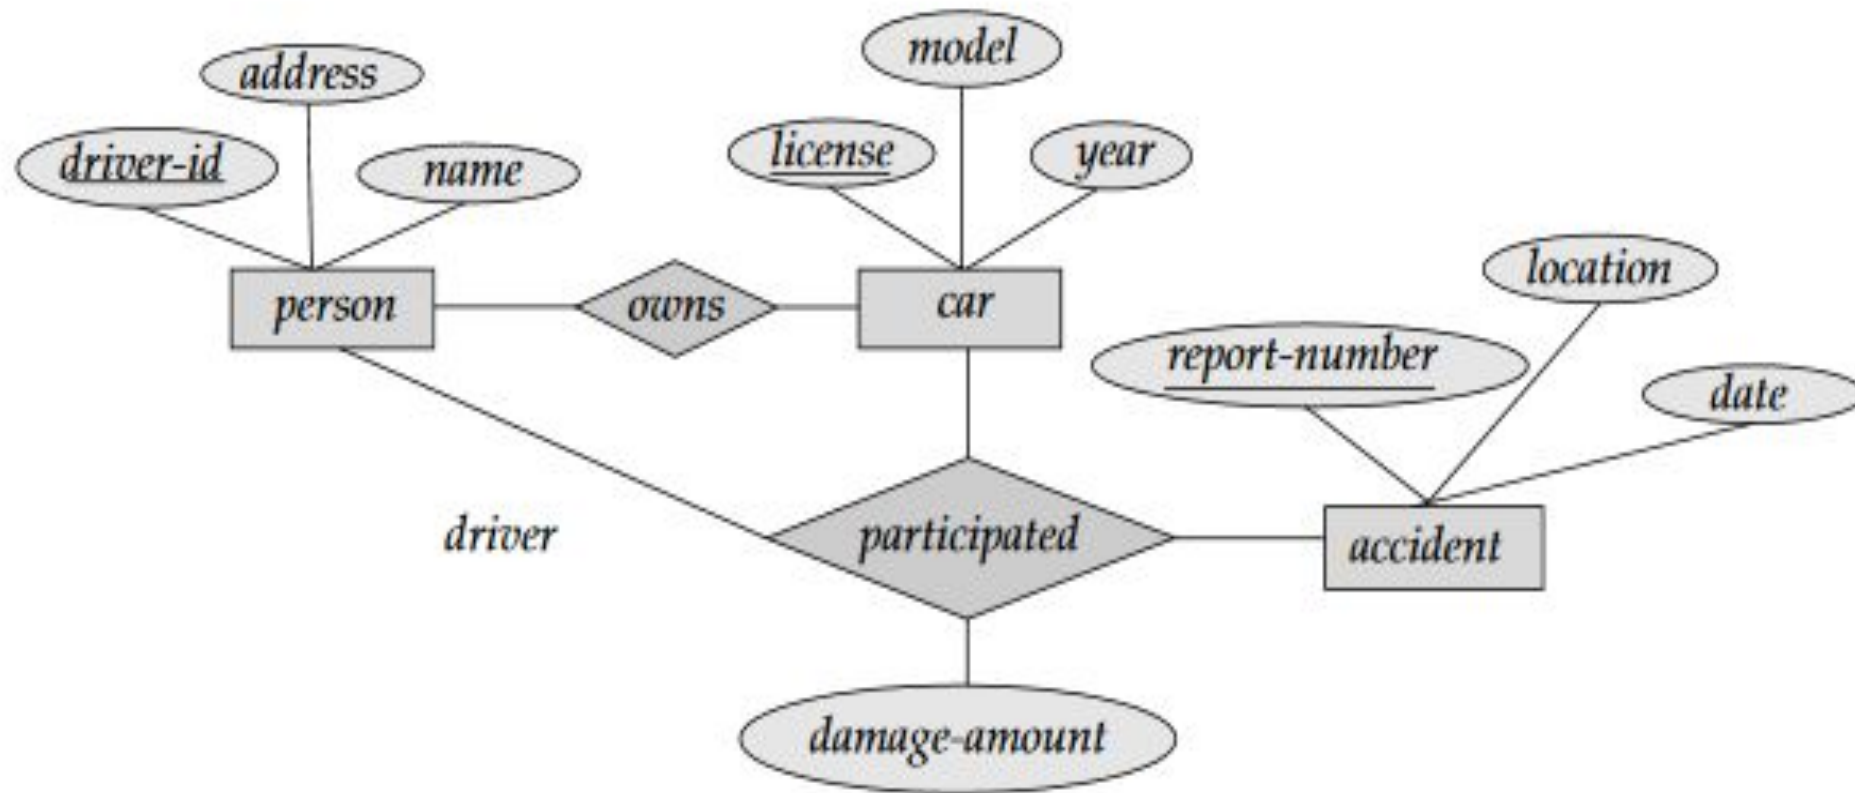 model
address
license
year
driver-id
name
location
person
owns
car
report-number
date
driver
participated
accident
damage-amount